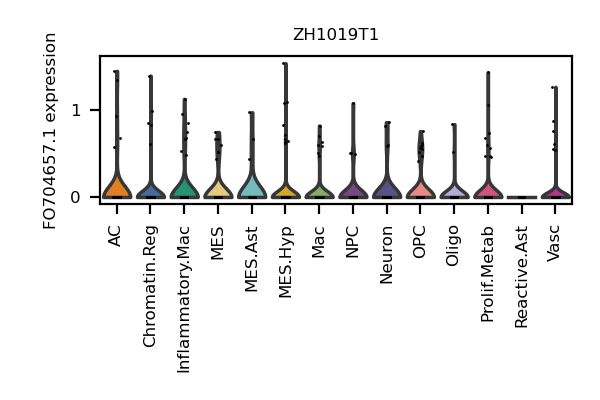 ZH1019T1
FO704657.1 expression
1
0
AC
Chromatin.Reg
Inflammatory.Mac
MES
MES.Ast
MES.Hyp
Mac
NPC
Neuron
OPC
Oligo
Prolif.Metab
Reactive.Ast
Vasc